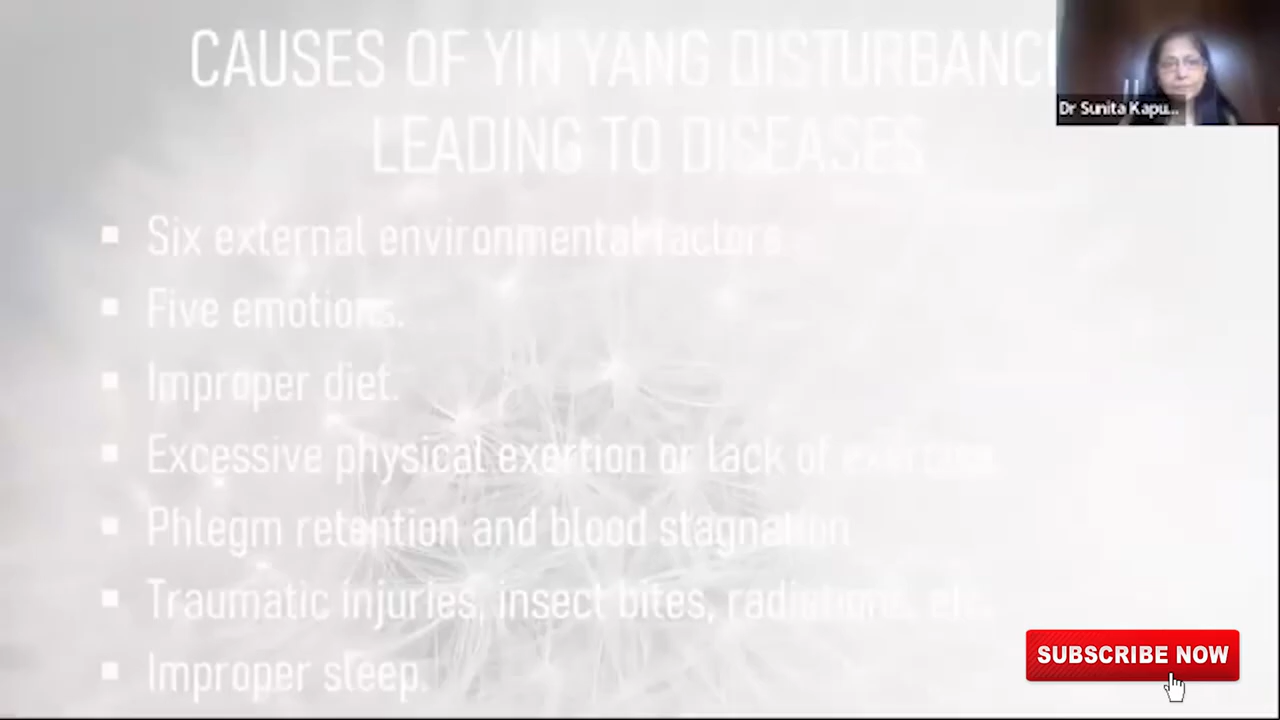 CAUSES OF YIN YANG DISTURBANCE
LEADING TO DISEASES
Dr Sunita Kapu...
▪ Six external environmental factors.
▪ Five emotions.
▪ Improper diet.
▪ Excessive physical exertion or lack of exercise.
▪ Phlegm retention and blood stagnation
▪ Traumatic injuries, insect bites, radiations, etc.
▪ Improper sleep.
SUBSCRIBE NOW